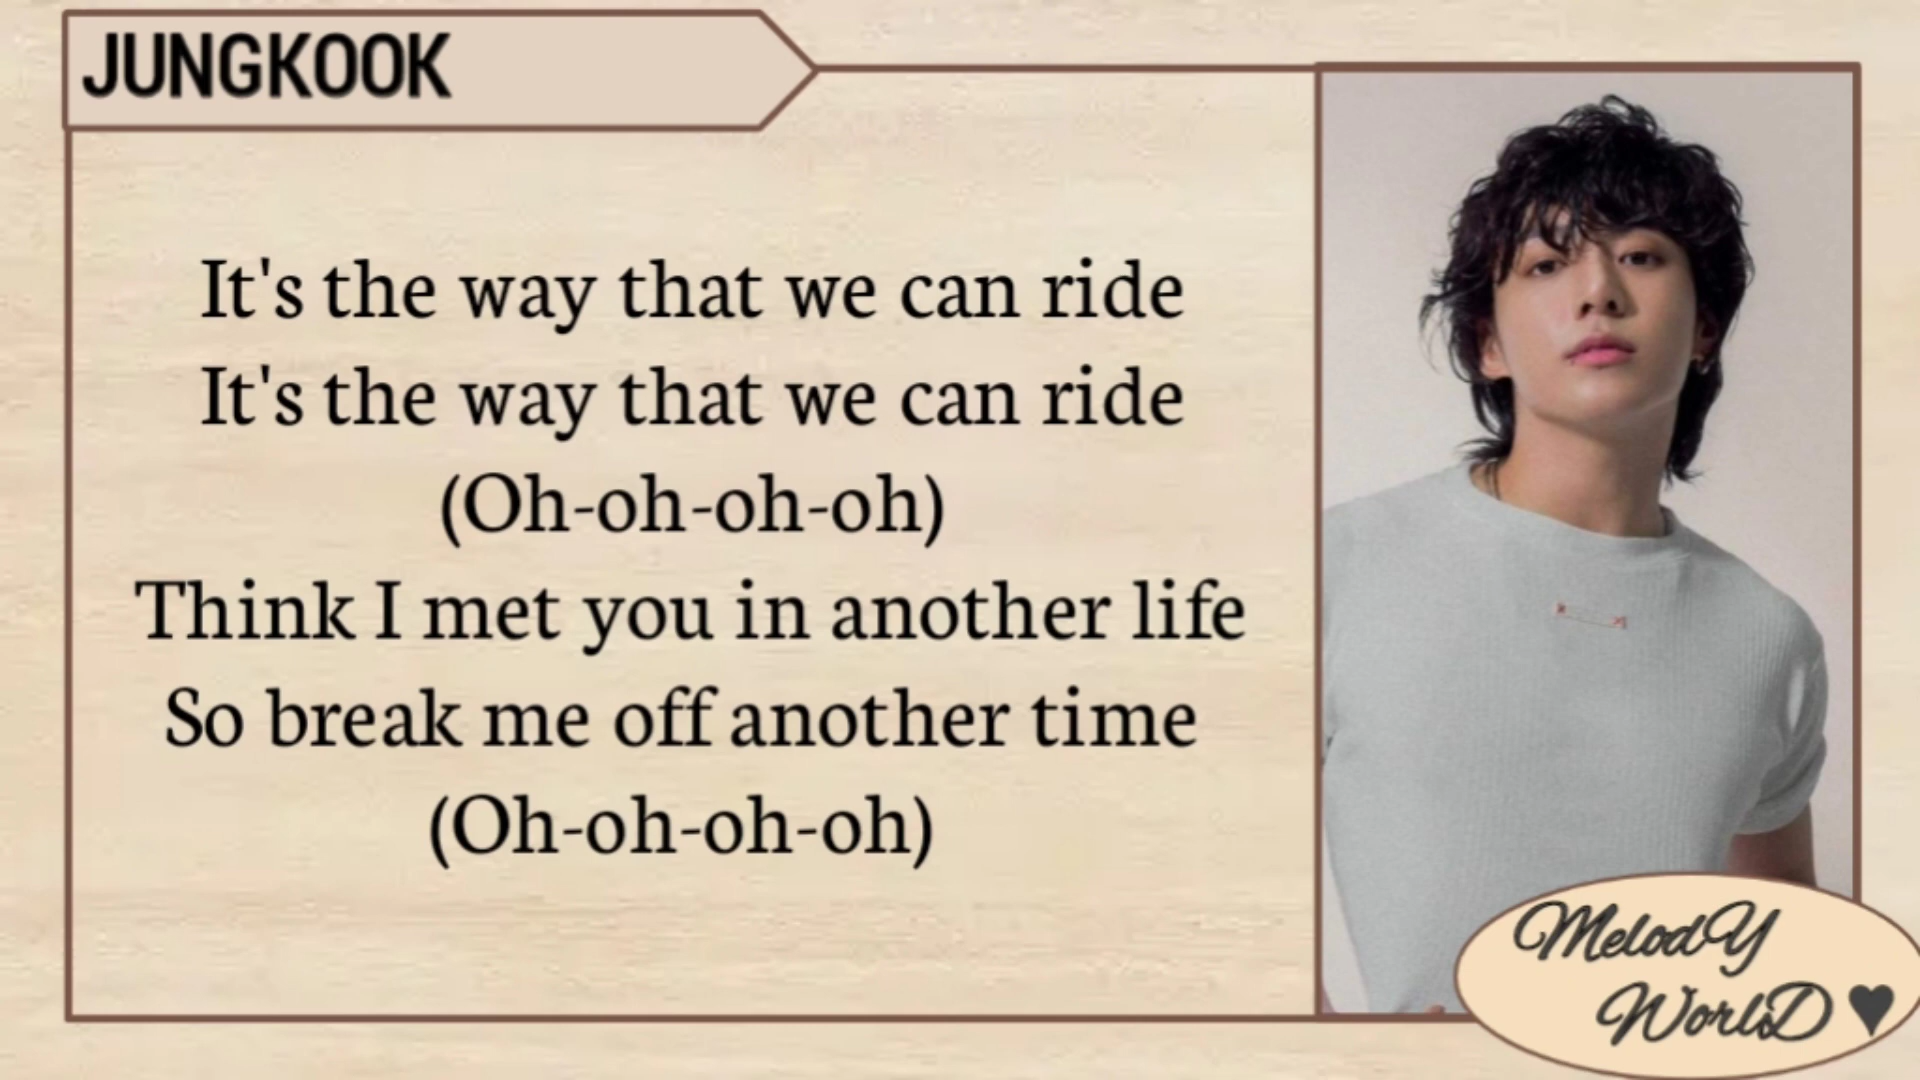 JUNGKOOK
It's the way that we can ride
It's the way that we can ride
(Oh-oh-oh-oh)
Think I met you in another life
So break me off another time
(Oh-oh-oh-oh)
MelodY
WorlD ♥